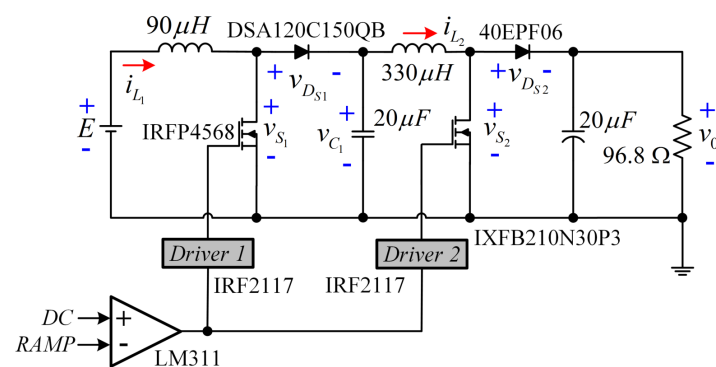 90μH
DSA120C150QB
i_L2
40EPF06
i_L1
+ v_DS1 -
330μH
+ v_DS2 -
+ E -
IRFP4568
+ v_S1 -
+ v_C1 -
20μF
+ v_S2 -
20μF
96.8 Ω
+ v_0 -
Driver 1
Driver 2
IXFB210N30P3
IRF2117
IRF2117
DC
+
RAMP
-
LM311